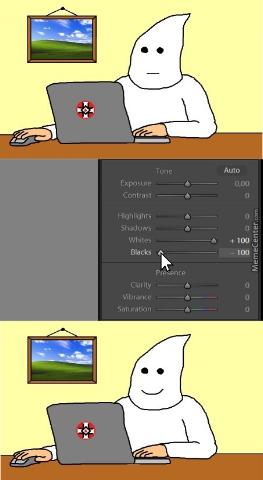 Tone Auto
Exposure 0,00
Contrast 0
Highlights 0
Shadows 0
Whites + 100
Blacks - 100
Presence
Clarity 0
Vibrance 0
Saturation 0
MemeCenter.com